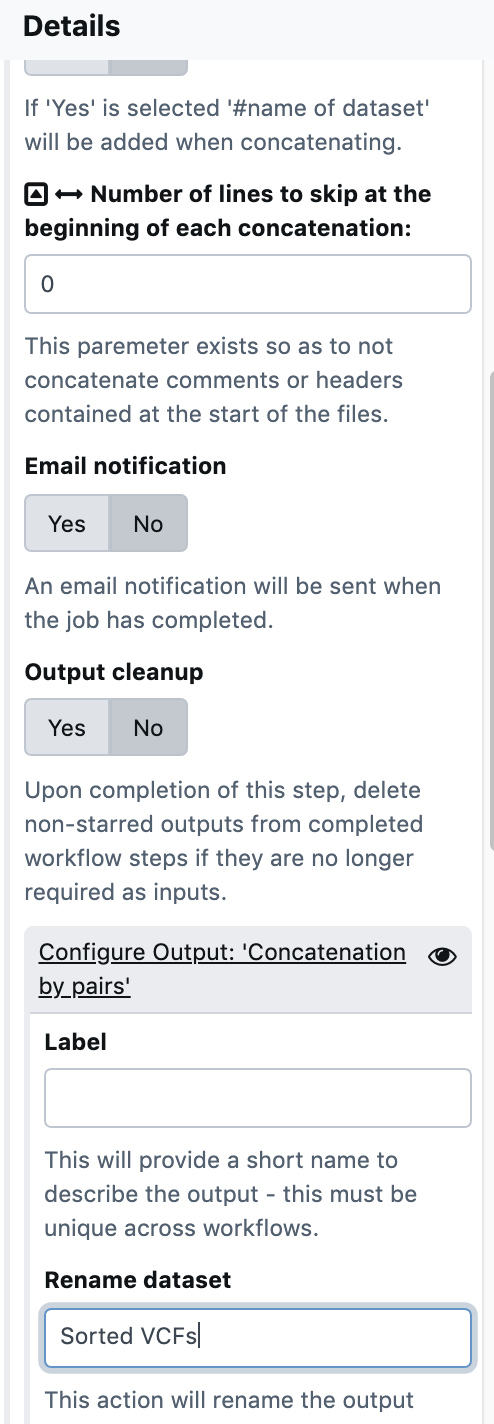 Details
If 'Yes' is selected '#name of dataset'
will be added when concatenating.
Number of lines to skip at the
beginning of each concatenation:
0
This paremeter exists so as to not
concatenate comments or headers
contained at the start of the files.
Email notification
Yes No
An email notification will be sent when
the job has completed.
Output cleanup
Yes No
Upon completion of this step, delete
non-starred outputs from completed
workflow steps if they are no longer
required as inputs.
Configure Output: 'Concatenation
by pairs'
Label
This will provide a short name to
describe the output - this must be
unique across workflows.
Rename dataset
Sorted VCFs
This action will rename the output